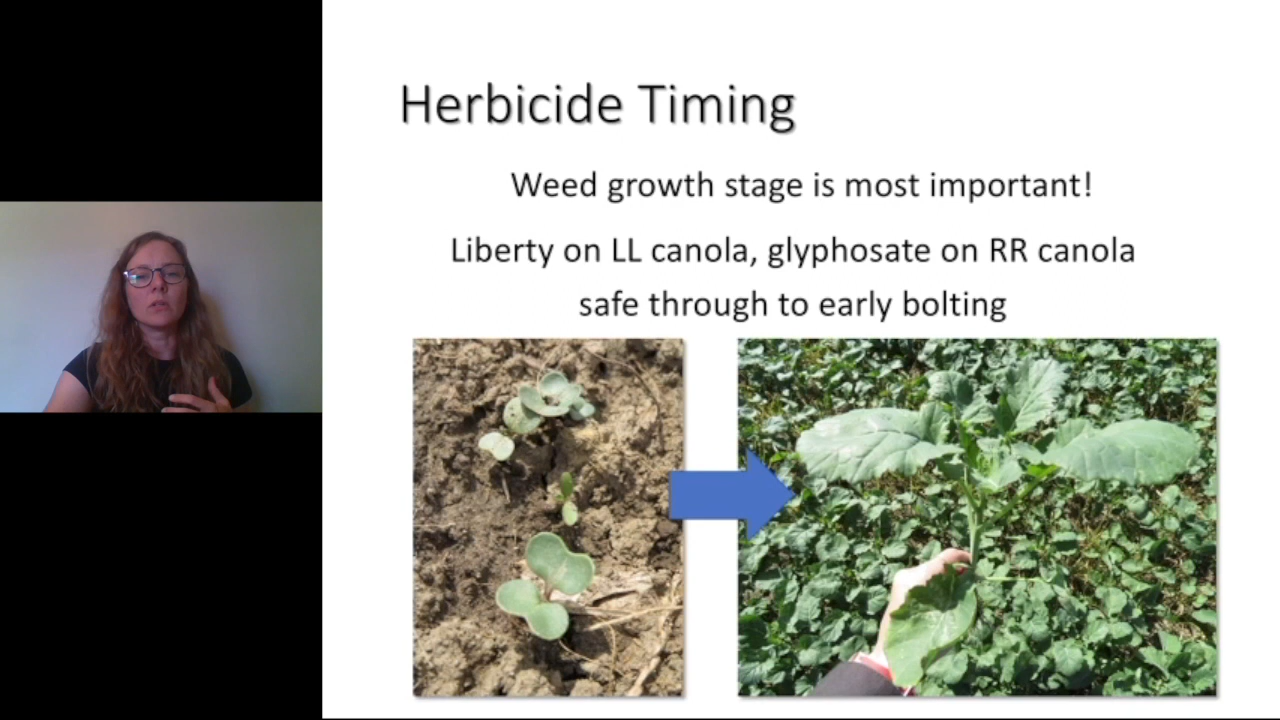 Herbicide Timing
Weed growth stage is most important!
Liberty on LL canola, glyphosate on RR canola
safe through to early bolting